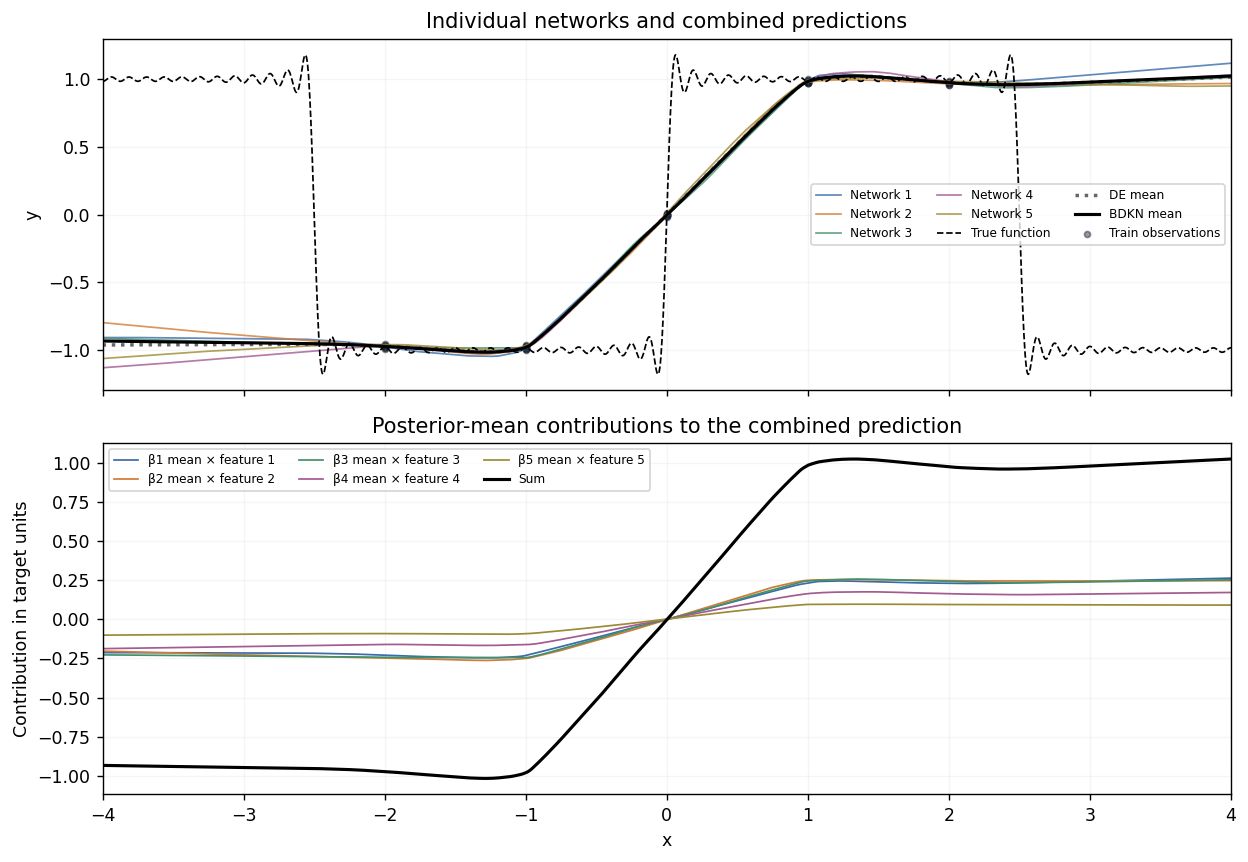 Individual networks and combined predictions
1.0
0.5
0.0
−0.5
−1.0
y
Network 1 Network 4 DE mean
Network 2 Network 5 BDKN mean
Network 3 True function Train observations
Posterior-mean contributions to the combined prediction
β1 mean × feature 1 β3 mean × feature 3 β5 mean × feature 5
β2 mean × feature 2 β4 mean × feature 4 Sum
1.00
0.75
0.50
0.25
0.00
−0.25
−0.50
−0.75
−1.00
Contribution in target units
−4 −3 −2 −1 0 1 2 3 4
x